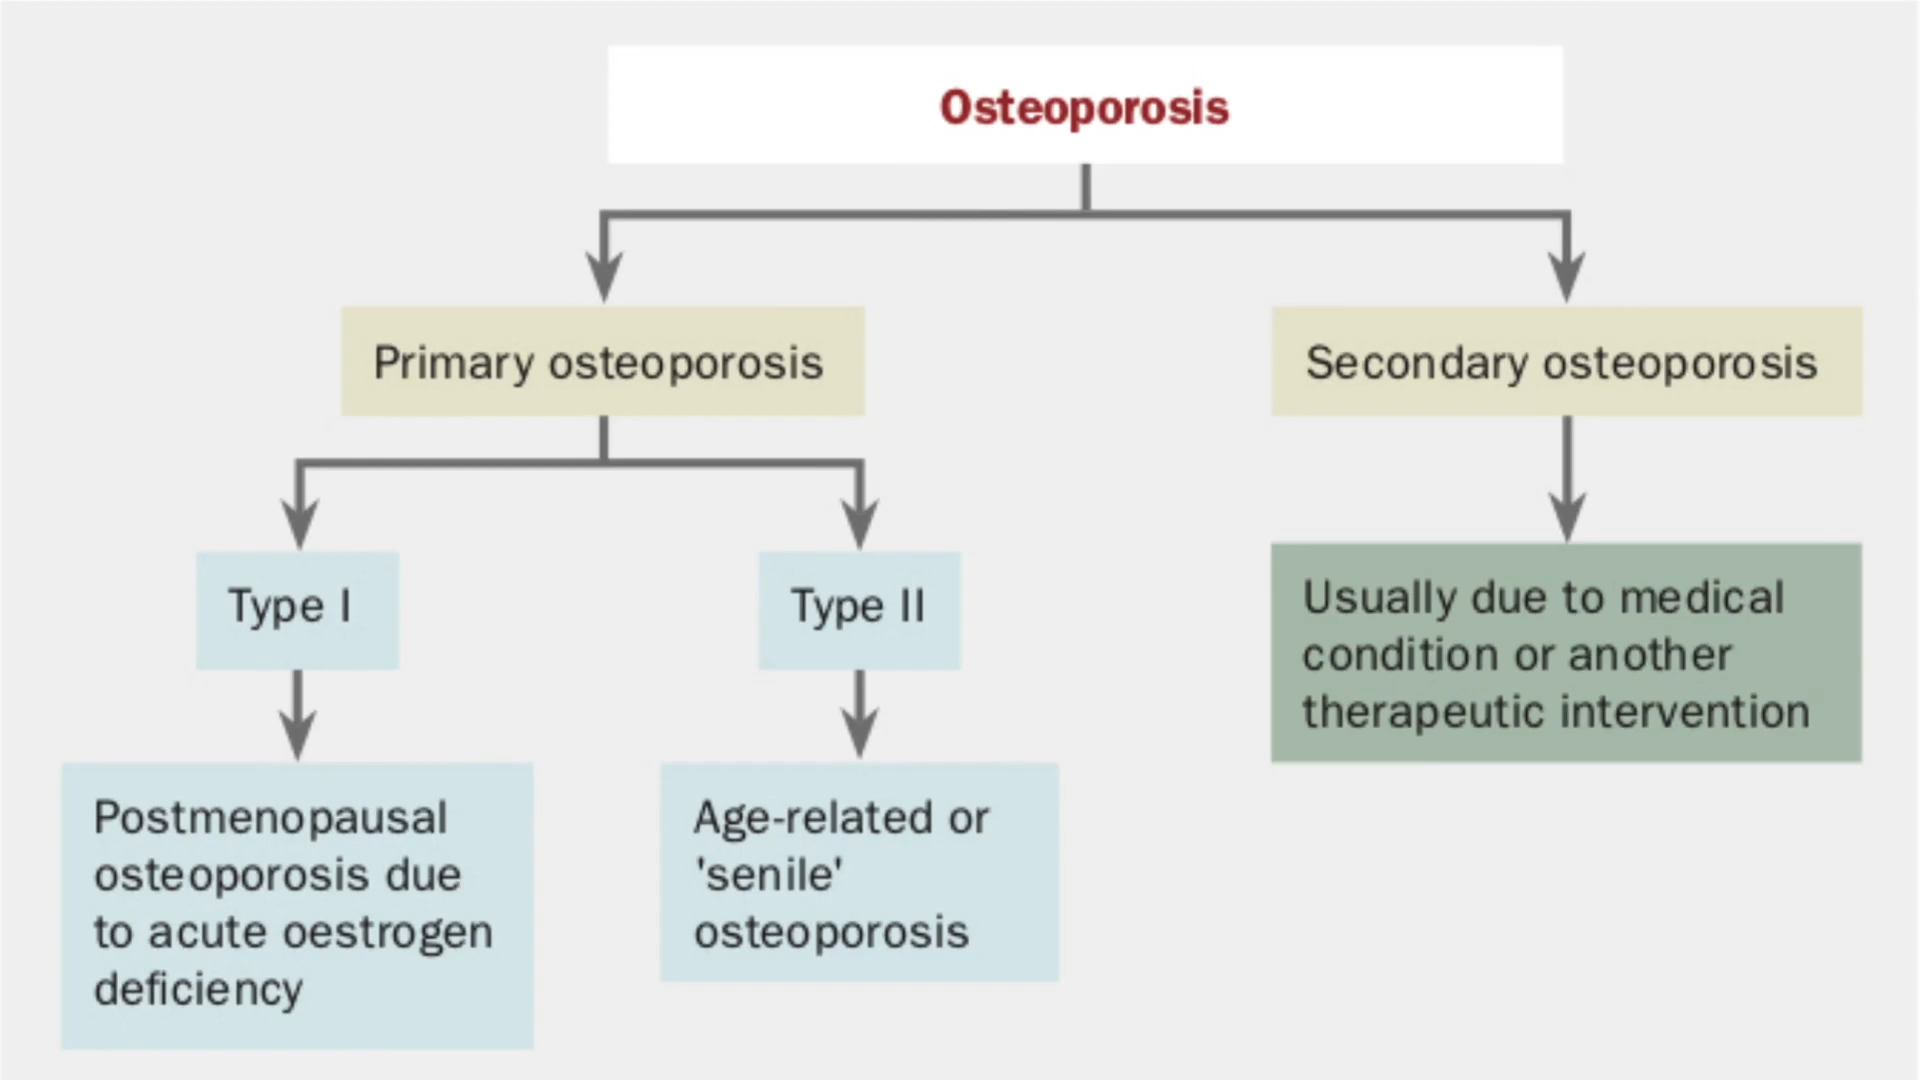 Osteoporosis
Primary osteoporosis
Secondary osteoporosis
Type I
Type II
Usually due to medical
condition or another
therapeutic intervention
Postmenopausal
osteoporosis due
to acute oestrogen
deficiency
Age-related or
'senile'
osteoporosis